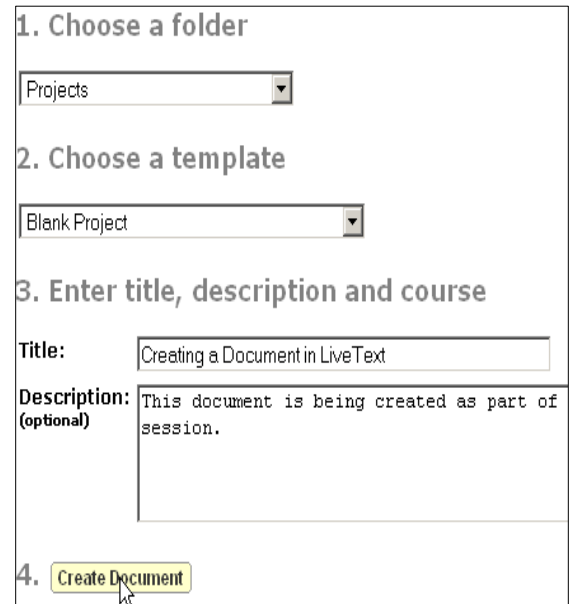 1. Choose a folder
Projects
2. Choose a template
Blank Project
3. Enter title, description and course
Title:
Creating a Document in LiveText
Description:
(optional)
This document is being created as part of
session.
4. Create Document